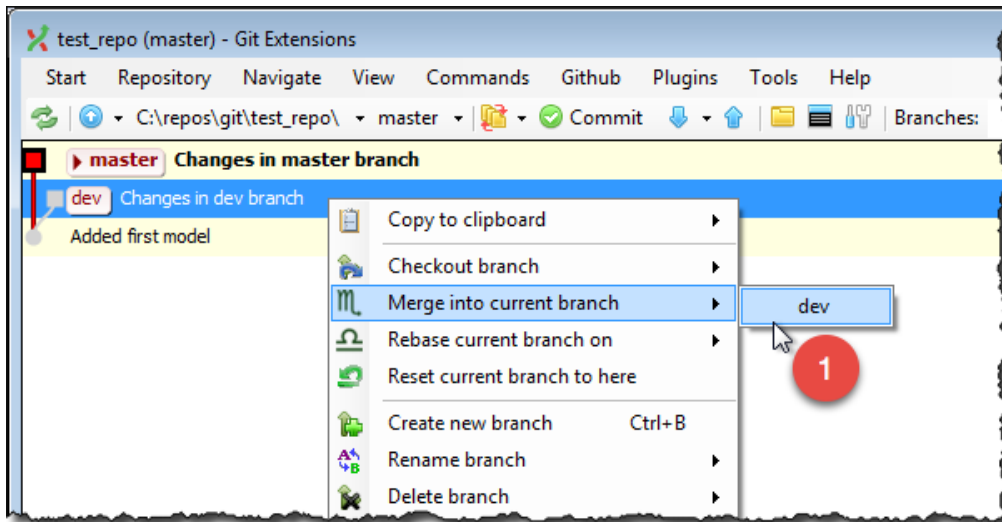 test_repo (master) - Git Extensions
Start Repository Navigate View Commands Github Plugins Tools Help
C:\repos\git\test_repo\ master Commit Branches:
master Changes in master branch
dev Changes in dev branch
Added first model
Copy to clipboard
Checkout branch
Merge into current branch
dev
1
Rebase current branch on
Reset current branch to here
Create new branch Ctrl+B
Rename branch
Delete branch